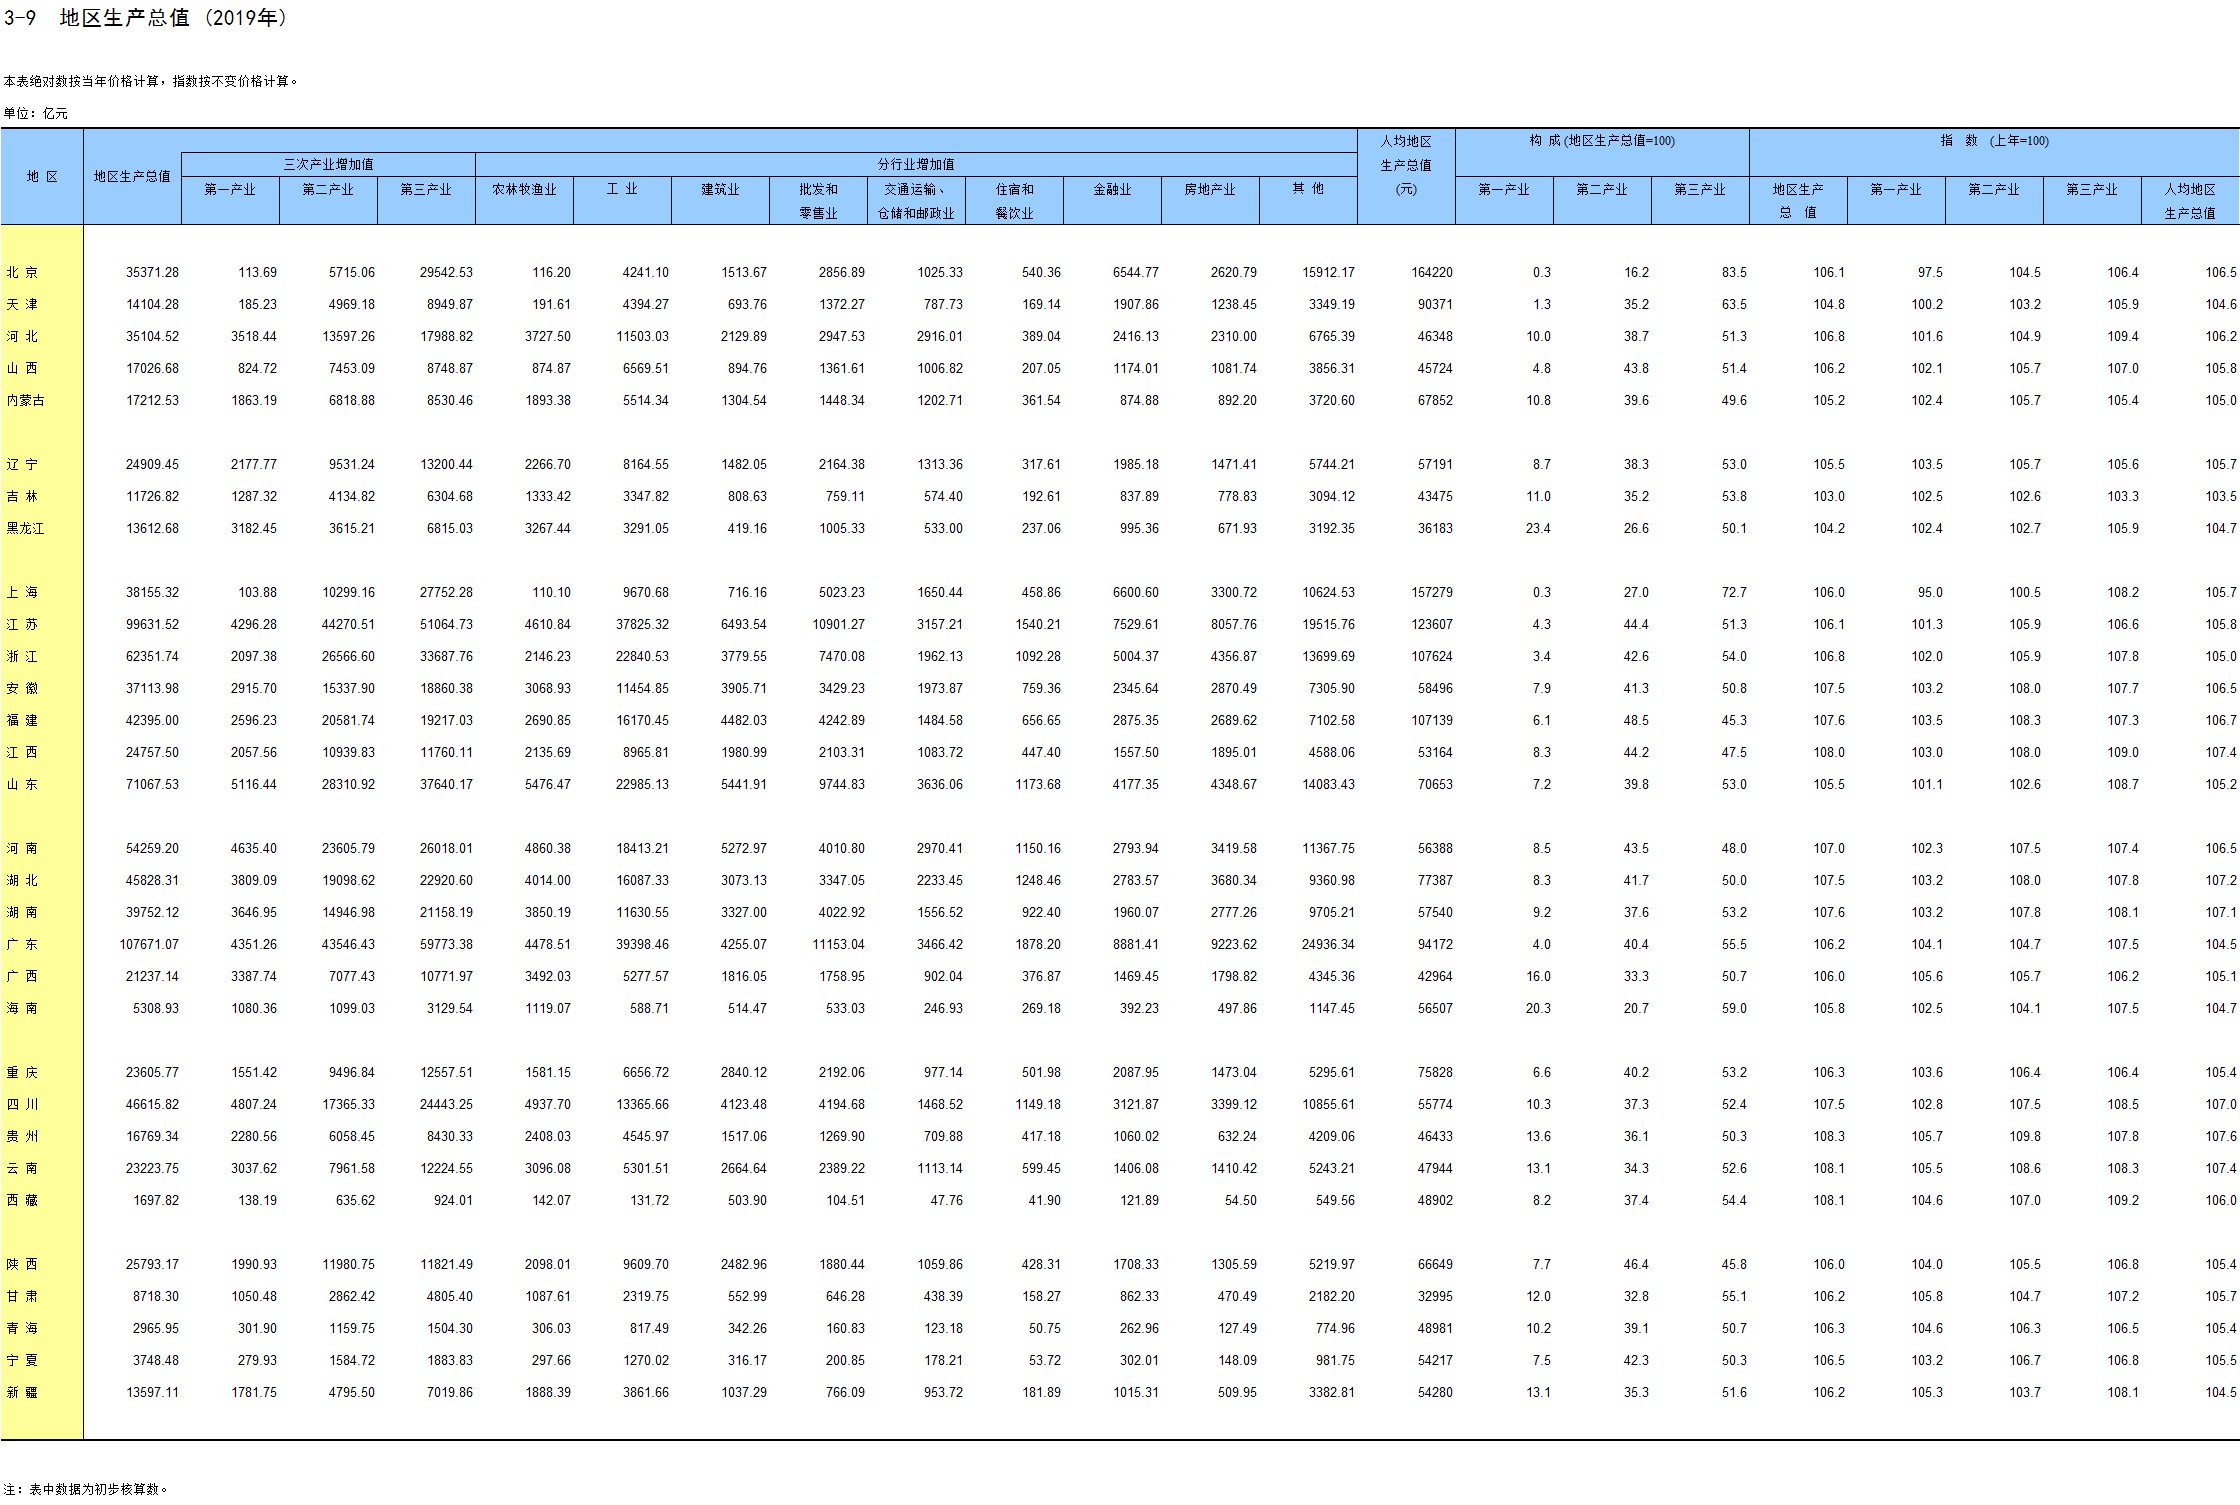 3-9 地区生产总值 (2019年)
本表绝对数按当年价格计算，指数按不变价格计算。
单位：亿元
地 区 地区生产总值 三次产业增加值 分行业增加值 人均地区 生产总值 (元) 构 成 (地区生产总值=100) 指 数 (上年=100)
第一产业 第二产业 第三产业 农林牧渔业 工 业 建筑业 批发和 零售业 交通运输、 仓储和邮政业 住宿和 餐饮业 金融业 房地产业 其 他 第一产业 第二产业 第三产业 地区生产 总 值 第一产业 第二产业 第三产业 人均地区 生产总值
北 京 35371.28 113.69 5715.06 29542.53 116.20 4241.10 1513.67 2856.89 1025.33 540.36 6544.77 2620.79 15912.17 164220 0.3 16.2 83.5 106.1 97.5 104.5 106.4 106.5
天 津 14104.28 185.23 4969.18 8949.87 191.61 4394.27 693.76 1372.27 787.73 169.14 1907.86 1238.45 3349.19 90371 1.3 35.2 63.5 104.8 100.2 103.2 105.9 104.6
河 北 35104.52 3518.44 13597.26 17988.82 3727.50 11503.03 2129.89 2947.53 2916.01 389.04 2416.13 2310.00 6765.39 46348 10.0 38.7 51.3 106.8 101.6 104.9 109.4 106.2
山 西 17026.68 824.72 7453.09 8748.87 874.87 6569.51 894.76 1361.61 1006.82 207.05 1174.01 1081.74 3856.31 45724 4.8 43.8 51.4 106.2 102.1 105.7 107.0 105.8
内蒙古 17212.53 1863.19 6818.88 8530.46 1893.38 5514.34 1304.54 1448.34 1202.71 361.54 874.88 892.20 3720.60 67852 10.8 39.6 49.6 105.2 102.4 105.7 105.4 105.0
辽 宁 24909.45 2177.77 9531.24 13200.44 2266.70 8164.55 1482.05 2164.38 1313.36 317.61 1985.18 1471.41 5744.21 57191 8.7 38.3 53.0 105.5 103.5 105.7 105.6 105.7
吉 林 11726.82 1287.32 4134.82 6304.68 1333.42 3347.82 808.63 759.11 574.40 192.61 837.89 778.83 3094.12 43475 11.0 35.2 53.8 103.0 102.5 102.6 103.3 103.5
黑龙江 13612.68 3182.45 3615.21 6815.03 3267.44 3291.05 419.16 1005.33 533.00 237.06 995.36 671.93 3192.35 36183 23.4 26.6 50.1 104.2 102.4 102.7 105.9 104.7
上 海 38155.32 103.88 10299.16 27752.28 110.10 9670.68 716.16 5023.23 1650.44 458.86 6600.60 3300.72 10624.53 157279 0.3 27.0 72.7 106.0 95.0 100.5 108.2 105.7
江 苏 99631.52 4296.28 44270.51 51064.73 4610.84 37825.32 6493.54 10901.27 3157.21 1540.21 7529.61 8057.76 19515.76 123607 4.3 44.4 51.3 106.1 101.3 105.9 106.6 105.8
浙 江 62351.74 2097.38 26566.60 33687.76 2146.23 22840.53 3779.55 7470.08 1962.13 1092.28 5004.37 4356.87 13699.69 107624 3.4 42.6 54.0 106.8 102.0 105.9 107.8 105.0
安 徽 37113.98 2915.70 15337.90 18860.38 3068.93 11454.85 3905.71 3429.23 1973.87 759.36 2345.64 2870.49 7305.90 58496 7.9 41.3 50.8 107.5 103.2 108.0 107.7 106.5
福 建 42395.00 2596.23 20581.74 19217.03 2690.85 16170.45 4482.03 4242.89 1484.58 656.65 2875.35 2689.62 7102.58 107139 6.1 48.5 45.3 107.6 103.5 108.3 107.3 106.7
江 西 24757.50 2057.56 10939.83 11760.11 2135.69 8965.81 1980.99 2103.31 1083.72 447.40 1557.50 1895.01 4588.06 53164 8.3 44.2 47.5 108.0 103.0 108.0 109.0 107.4
山 东 71067.53 5116.44 28310.92 37640.17 5476.47 22985.13 5441.91 9744.83 3636.06 1173.68 4177.35 4348.67 14083.43 70653 7.2 39.8 53.0 105.5 101.1 102.6 108.7 105.2
河 南 54259.20 4635.40 23605.79 26018.01 4860.38 18413.21 5272.97 4010.80 2970.41 1150.16 2793.94 3419.58 11367.75 56388 8.5 43.5 48.0 107.0 102.3 107.5 107.4 106.5
湖 北 45828.31 3809.09 19098.62 22920.60 4014.00 16087.33 3073.13 3347.05 2233.45 1248.46 2783.57 3680.34 9360.98 77387 8.3 41.7 50.0 107.5 103.2 108.0 107.8 107.2
湖 南 39752.12 3646.95 14946.98 21158.19 3850.19 11630.55 3327.00 4022.92 1556.52 922.40 1960.07 2777.26 9705.21 57540 9.2 37.6 53.2 107.6 103.2 107.8 108.1 107.1
广 东 107671.07 4351.26 43546.43 59773.38 4478.51 39398.46 4255.07 11153.04 3466.42 1878.20 8881.41 9223.62 24936.34 94172 4.0 40.4 55.5 106.2 104.1 104.7 107.5 104.5
广 西 21237.14 3387.74 7077.43 10771.97 3492.03 5277.57 1816.05 1758.95 902.04 376.87 1469.45 1798.82 4345.36 42964 16.0 33.3 50.7 106.0 105.6 105.7 106.2 105.1
海 南 5308.93 1080.36 1099.03 3129.54 1119.07 588.71 514.47 533.03 246.93 269.18 392.23 497.86 1147.45 56507 20.3 20.7 59.0 105.8 102.5 104.1 107.5 104.7
重 庆 23605.77 1551.42 9496.84 12557.51 1581.15 6656.72 2840.12 2192.06 977.14 501.98 2087.95 1473.04 5295.61 75828 6.6 40.2 53.2 106.3 103.6 106.4 106.4 105.4
四 川 46615.82 4807.24 17365.33 24443.25 4937.70 13365.66 4123.48 4194.68 1468.52 1149.18 3121.87 3399.12 10855.61 55774 10.3 37.3 52.4 107.5 102.8 107.5 108.5 107.0
贵 州 16769.34 2280.56 6058.45 8430.33 2408.03 4545.97 1517.06 1269.90 709.88 417.18 1060.02 632.24 4209.06 46433 13.6 36.1 50.3 108.3 105.7 109.8 107.8 107.6
云 南 23223.75 3037.62 7961.58 12224.55 3096.08 5301.51 2664.64 2389.22 1113.14 599.45 1406.08 1410.42 5243.21 47944 13.1 34.3 52.6 108.1 105.5 108.6 108.3 107.4
西 藏 1697.82 138.19 635.62 924.01 142.07 131.72 503.90 104.51 47.76 41.90 121.89 54.50 549.56 48902 8.2 37.4 54.4 108.1 104.6 107.0 109.2 106.0
陕 西 25793.17 1990.93 11980.75 11821.49 2098.01 9609.70 2482.96 1880.44 1059.86 428.31 1708.33 1305.59 5219.97 66649 7.7 46.4 45.8 106.0 104.0 105.5 106.8 105.4
甘 肃 8718.30 1050.48 2862.42 4805.40 1087.61 2319.75 552.99 646.28 438.39 158.27 862.33 470.49 2182.20 32995 12.0 32.8 55.1 106.2 105.8 104.7 107.2 105.7
青 海 2965.95 301.90 1159.75 1504.30 306.03 817.49 342.26 160.83 123.18 50.75 262.96 127.49 774.96 48981 10.2 39.1 50.7 106.3 104.6 106.3 106.5 105.4
宁 夏 3748.48 279.93 1584.72 1883.83 297.66 1270.02 316.17 200.85 178.21 53.72 302.01 148.09 981.75 54217 7.5 42.3 50.3 106.5 103.2 106.7 106.8 105.5
新 疆 13597.11 1781.75 4795.50 7019.86 1888.39 3861.66 1037.29 766.09 953.72 181.89 1015.31 509.95 3382.81 54280 13.1 35.3 51.6 106.2 105.3 103.7 108.1 104.5
注：表中数据为初步核算数。